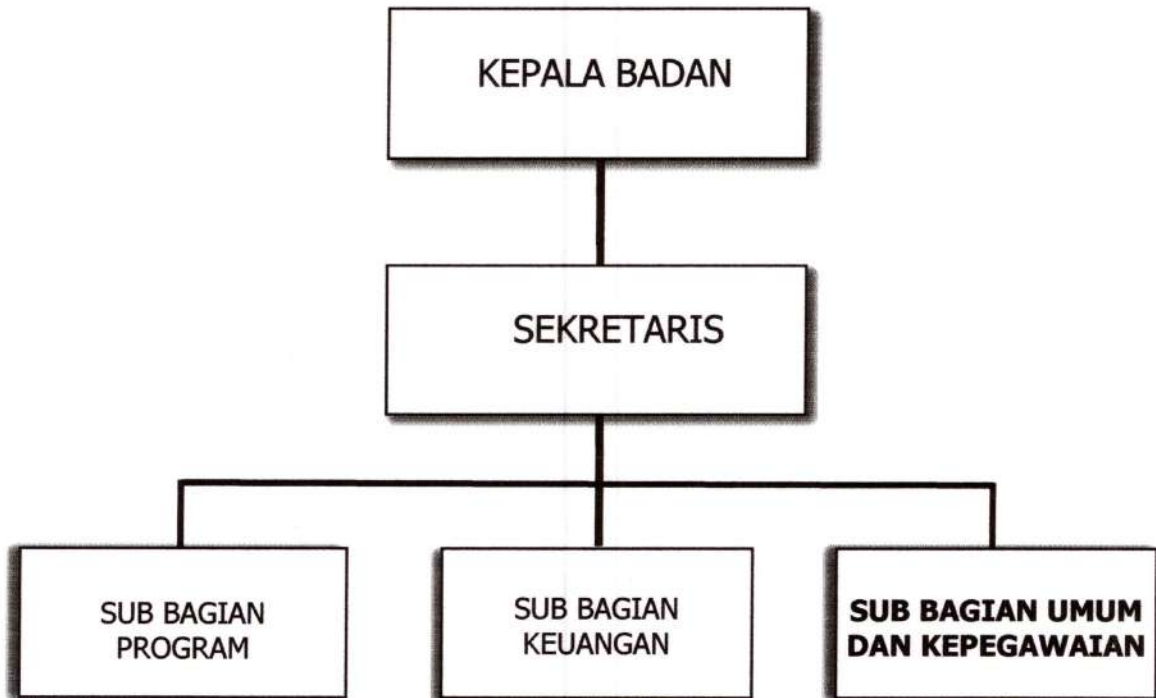 KEPALA BADAN
SEKRETARIS
SUB BAGIAN
PROGRAM
SUB BAGIAN
KEUANGAN
SUB BAGIAN UMUM
DAN KEPEGAWAIAN